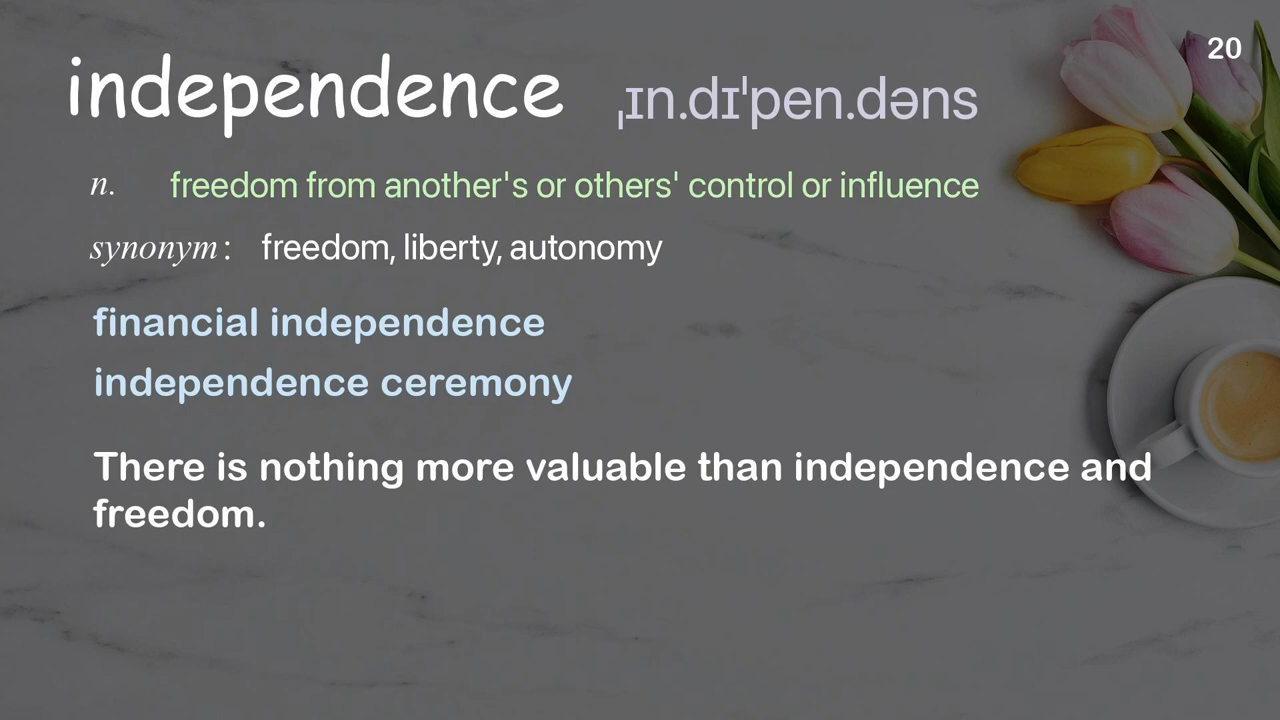 20
independence ˌɪn.dɪˈpen.dəns
n. freedom from another's or others' control or influence
synonym: freedom, liberty, autonomy
financial independence
independence ceremony
There is nothing more valuable than independence and
freedom.